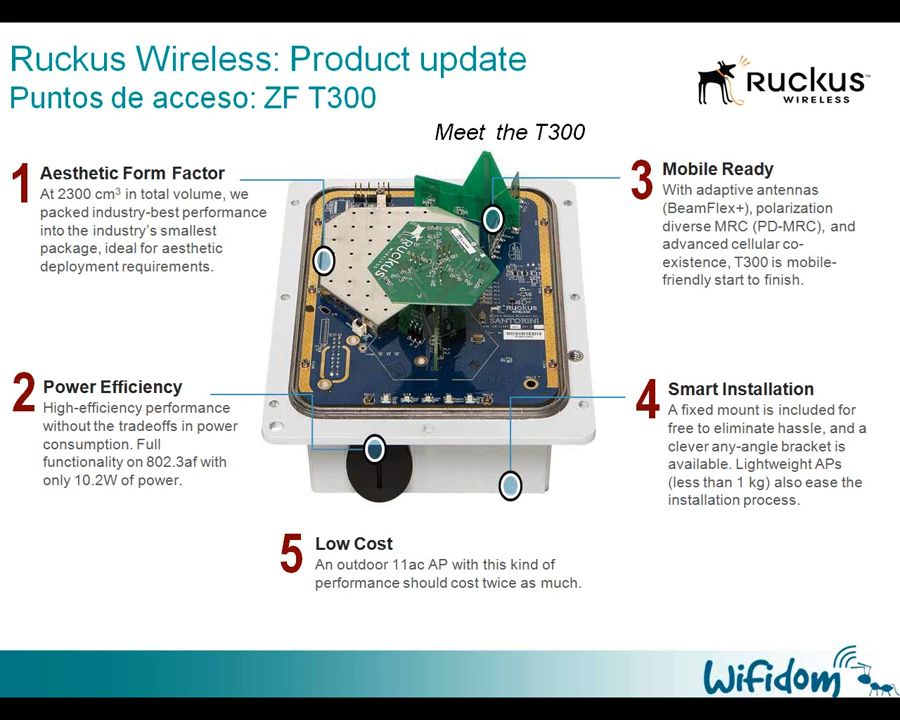 Ruckus Wireless: Product update
Puntos de acceso: ZF T300
RUCKUS™
WIRELESS
Meet the T300
1
Aesthetic Form Factor
At 2300 cm³ in total volume, we
packed industry-best performance
into the industry's smallest
package, ideal for aesthetic
deployment requirements.
2
Power Efficiency
High-efficiency performance
without the tradeoffs in power
consumption. Full
functionality on 802.3af with
only 10.2W of power.
3
Mobile Ready
With adaptive antennas
(BeamFlex+), polarization
diverse MRC (PD-MRC), and
advanced cellular co-
existence, T300 is mobile-
friendly start to finish.
4
Smart Installation
A fixed mount is included for
free to eliminate hassle, and a
clever any-angle bracket is
available. Lightweight APs
(less than 1 kg) also ease the
installation process.
5
Low Cost
An outdoor 11ac AP with this kind of
performance should cost twice as much.
RUCKUS
WIRELESS
Ruckus
SANTORINI
Wifidom